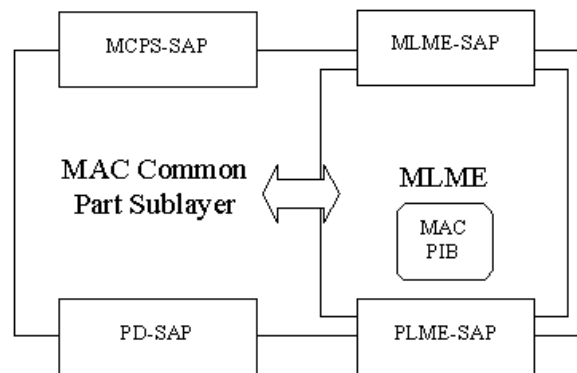 MCPS-SAP
MLME-SAP
MAC Common
Part Sublayer
MLME
MAC
PIB
PD-SAP
PLME-SAP